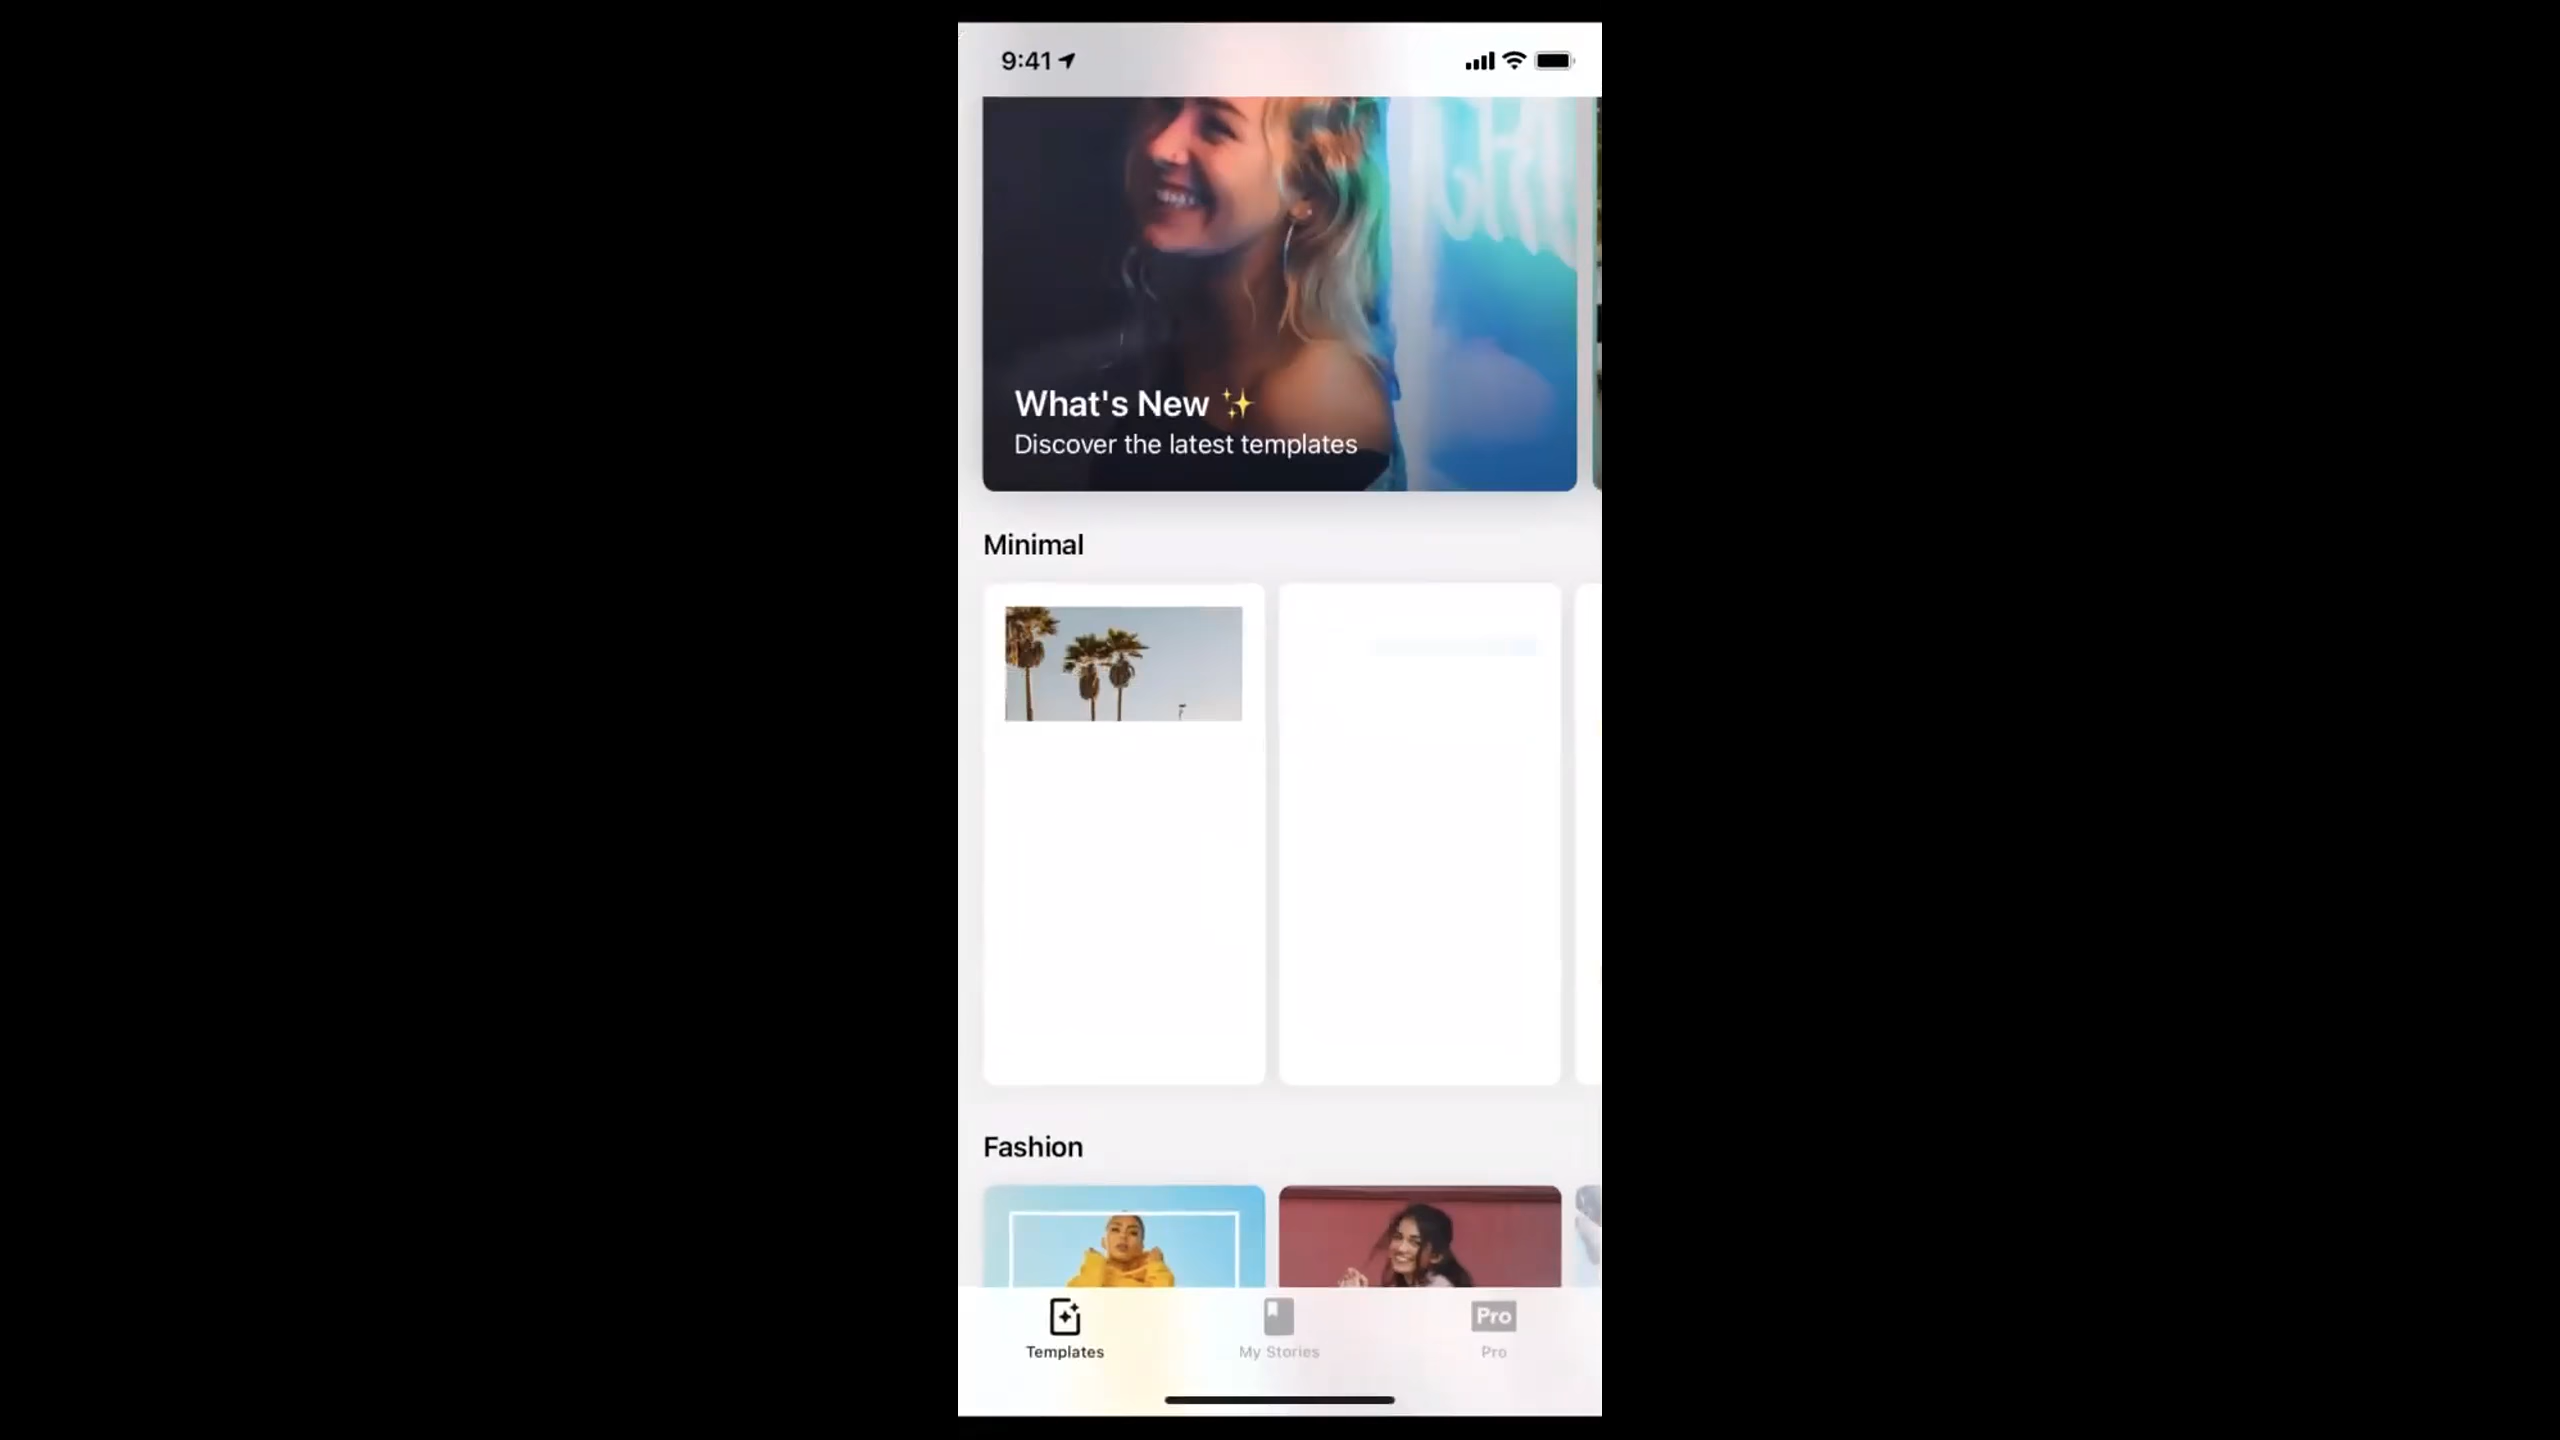 9:41
What's New ✨
Discover the latest templates
Minimal
Fashion
Pro
Templates
My Stories
Pro